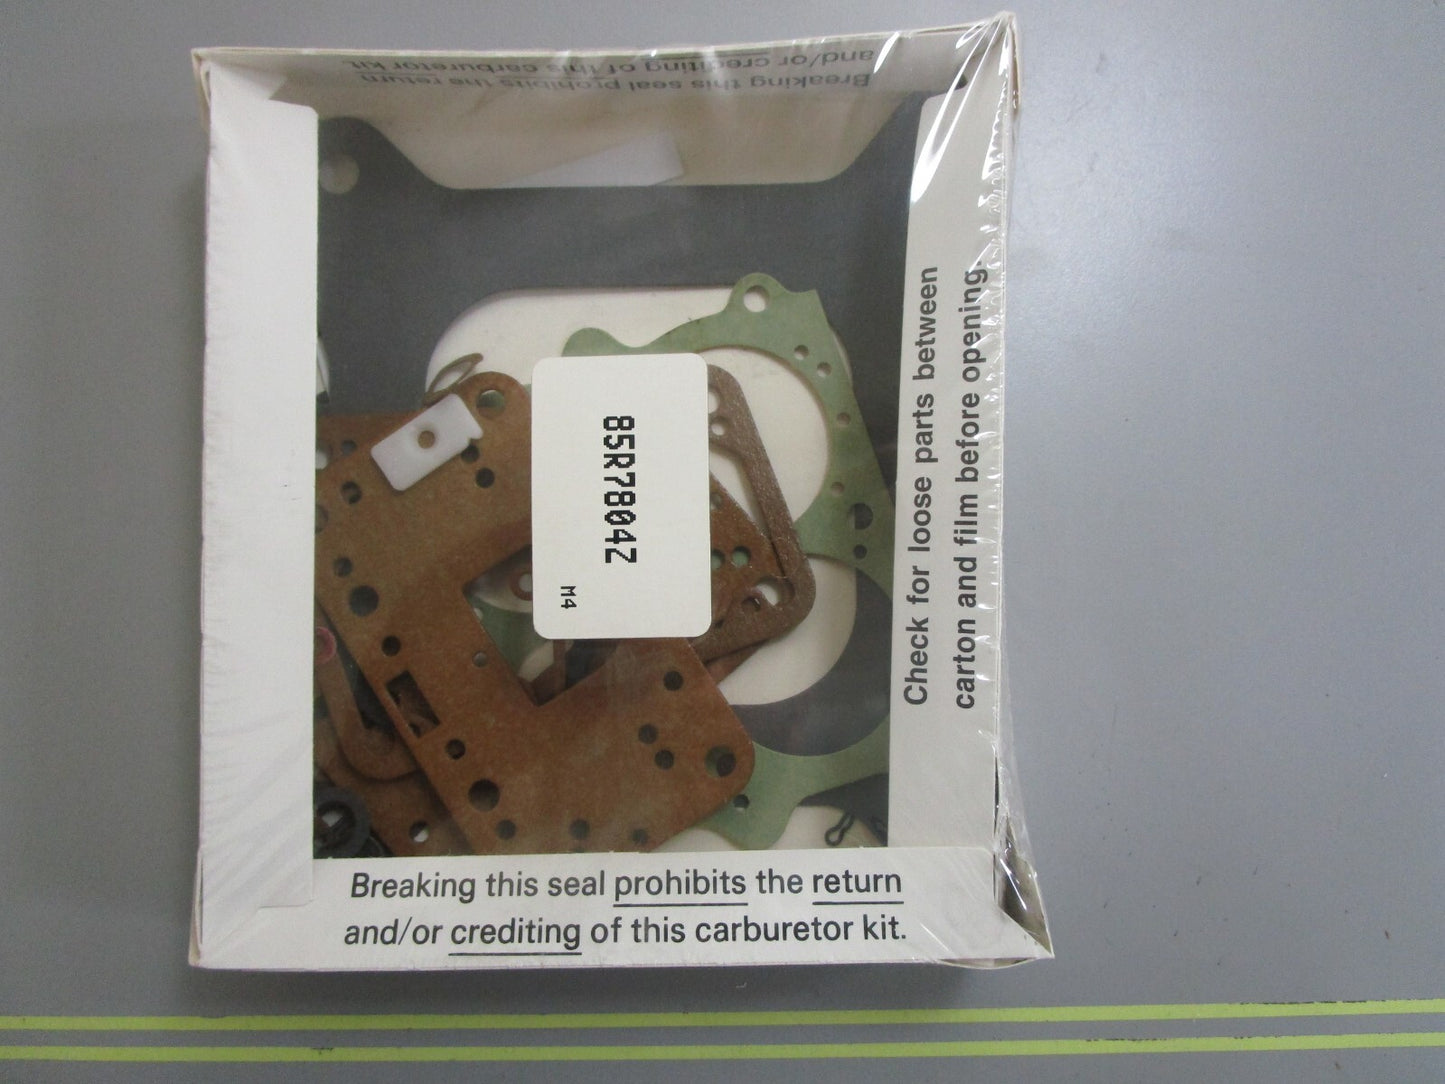 Breaking this seal prohibits the return
and/or crediting of this carburetor kit.
85R7804Z
M4
Check for loose parts between
carton and film before opening.
Breaking this seal prohibits the return
and/or crediting of this carburetor kit.